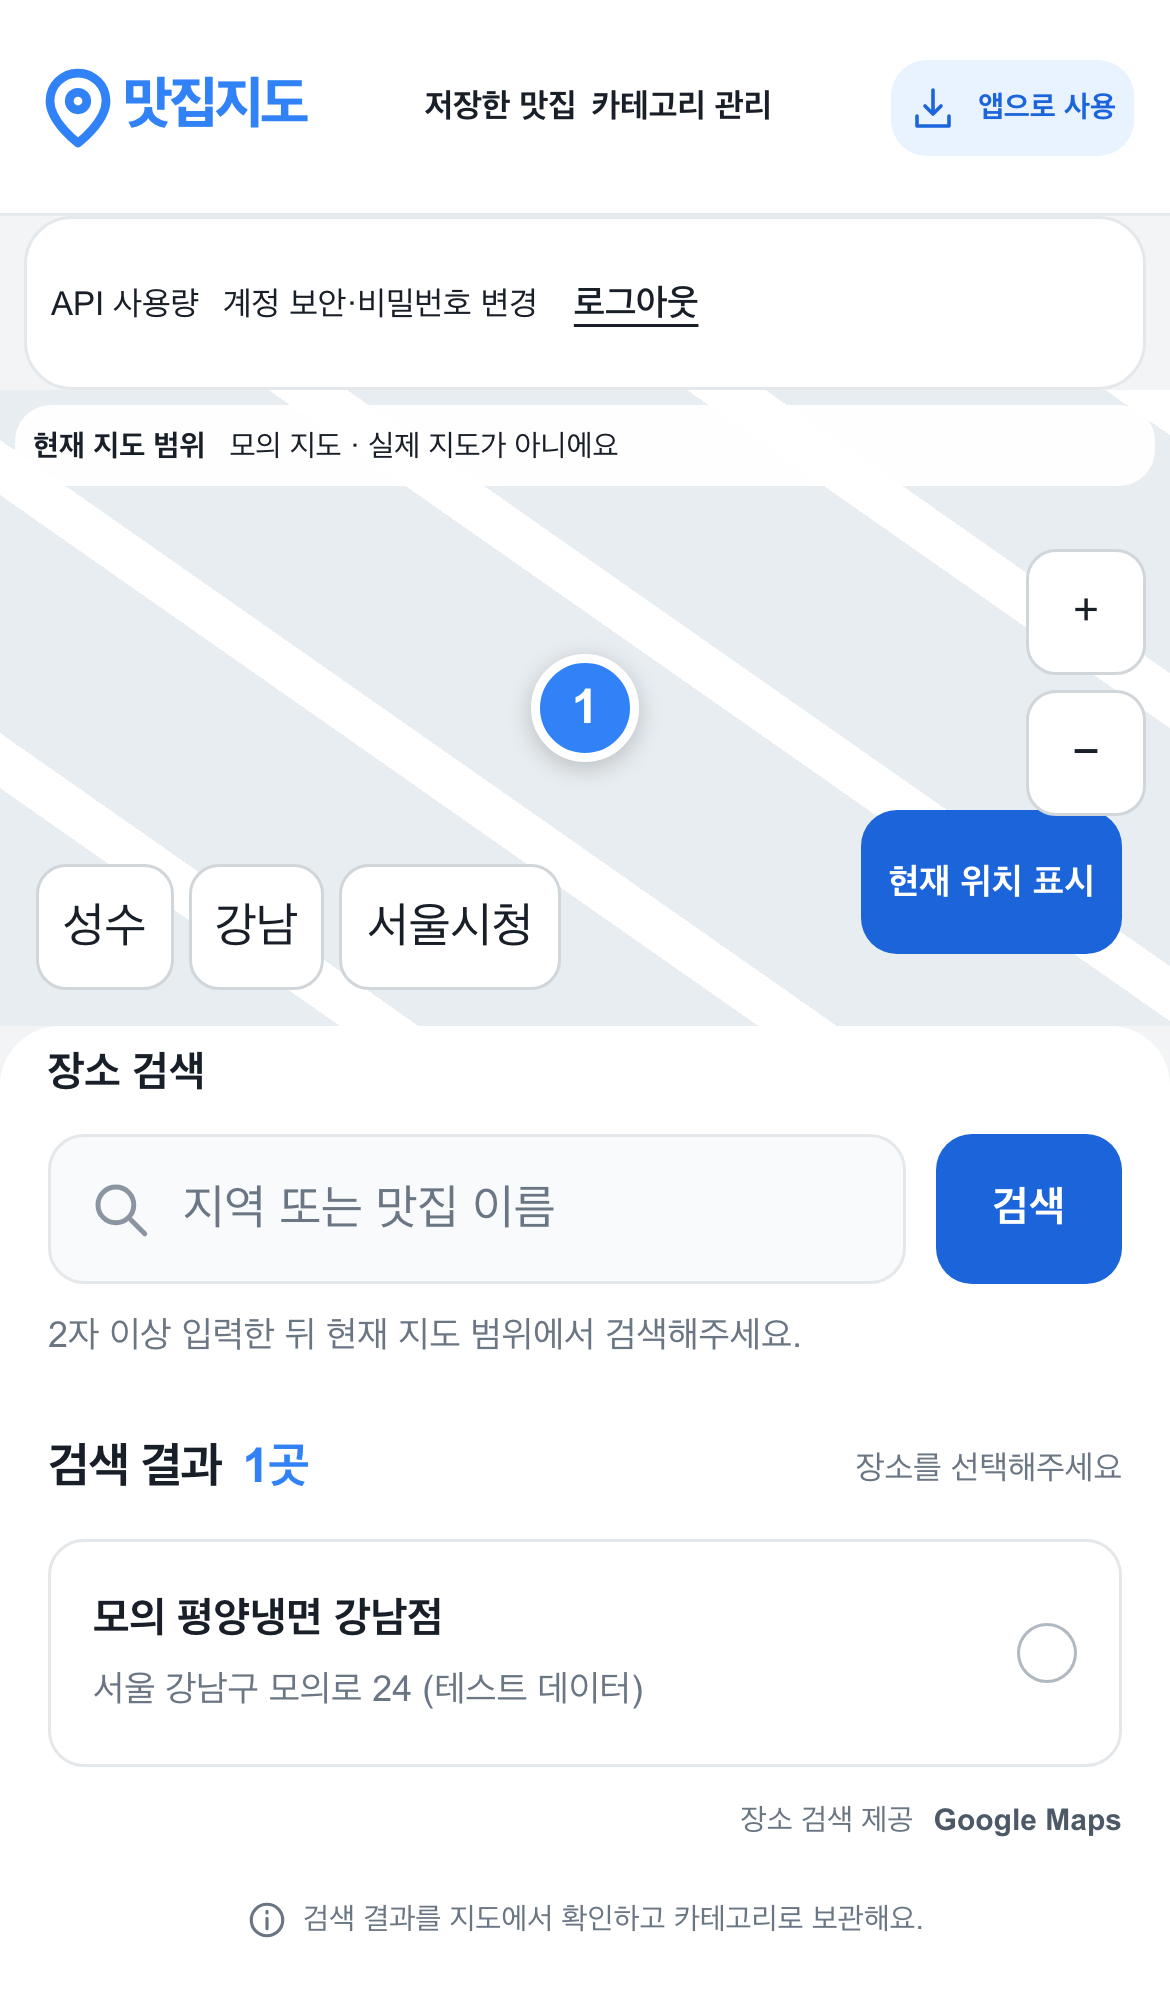 맛집지도
저장한 맛집 카테고리 관리
앱으로 사용
API 사용량 계정 보안·비밀번호 변경 로그아웃
현재 지도 범위 모의 지도 · 실제 지도가 아니에요
+
1
−
현재 위치 표시
성수 강남 서울시청
장소 검색
지역 또는 맛집 이름
검색
2자 이상 입력한 뒤 현재 지도 범위에서 검색해주세요.
검색 결과 1곳
장소를 선택해주세요
모의 평양냉면 강남점
서울 강남구 모의로 24 (테스트 데이터)
장소 검색 제공 Google Maps
검색 결과를 지도에서 확인하고 카테고리로 보관해요.